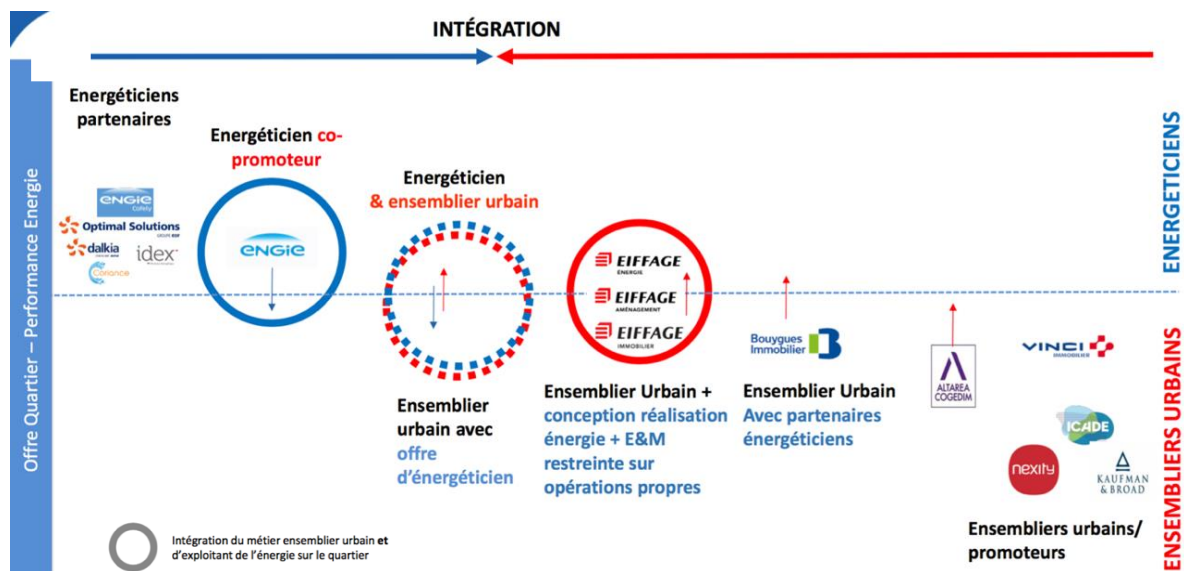 INTÉGRATION
Offre Quartier – Performance Energie
Energéticiens
partenaires
ENGIE
Cofely
Optimal Solutions
dalkia
idex
Coriance
Energéticien co-
promoteur
ENGIE
Energéticien
& ensemblier urbain
Ensemblier
urbain avec
offre
d’énergéticien
EIFFAGE
ÉNERGIE
EIFFAGE
AMÉNAGEMENT
EIFFAGE
IMMOBILIER
Ensemblier Urbain +
conception réalisation
énergie + E&M
restreinte sur
opérations propres
Bouygues
Immobilier
Ensemblier Urbain
Avec partenaires
énergéticiens
ALTAREA
COGEDIM
VINCI
IMMOBILIER
ICADE
nexity
KAUFMAN
& BROAD
Ensembliers urbains/
promoteurs
ENERGETICIENS
ENSEMBLIERS URBAINS
Intégration du métier ensemblier urbain et
d’exploitant de l’énergie sur le quartier